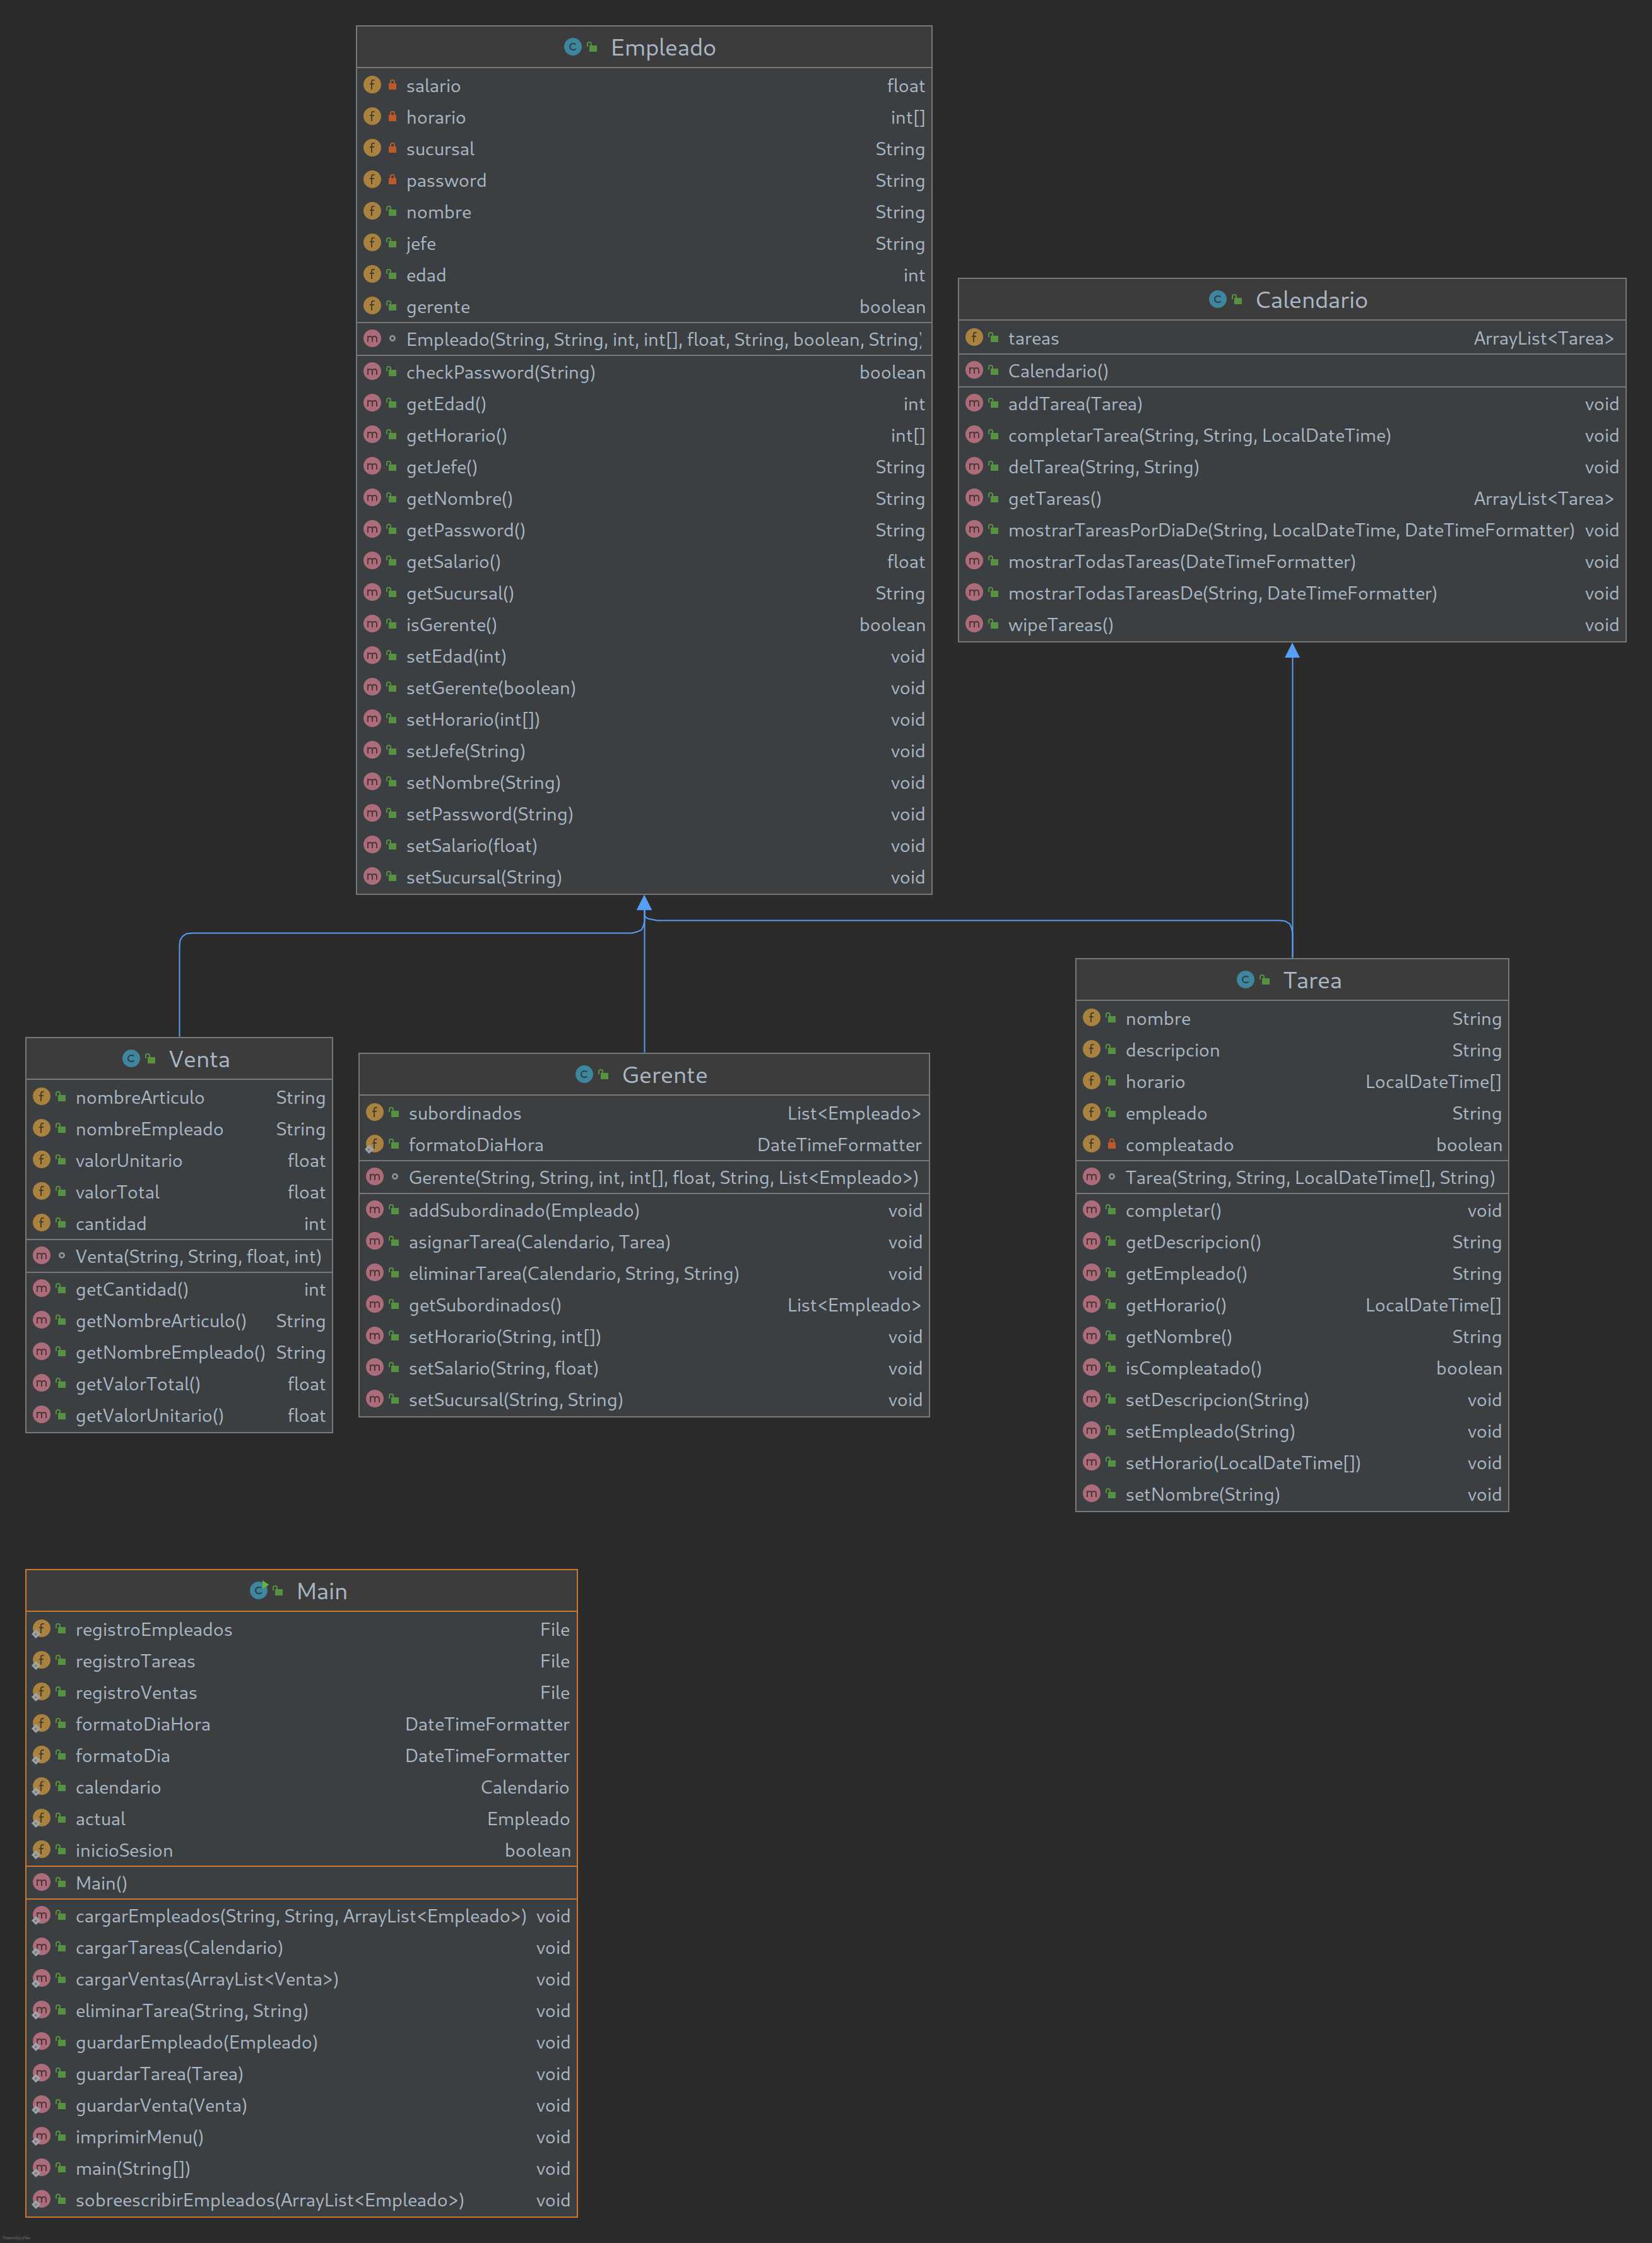 Empleado
salario float
horario int[]
sucursal String
password String
nombre String
jefe String
edad int
gerente boolean
Empleado(String, String, int, int[], float, String, boolean, String)
checkPassword(String) boolean
getEdad() int
getHorario() int[]
getJefe() String
getNombre() String
getPassword() String
getSalario() float
getSucursal() String
isGerente() boolean
setEdad(int) void
setGerente(boolean) void
setHorario(int[]) void
setJefe(String) void
setNombre(String) void
setPassword(String) void
setSalario(float) void
setSucursal(String) void
Calendario
tareas ArrayList<Tarea>
Calendario()
addTarea(Tarea) void
completarTarea(String, String, LocalDateTime) void
delTarea(String, String) void
getTareas() ArrayList<Tarea>
mostrarTareasPorDiaDe(String, LocalDateTime, DateTimeFormatter) void
mostrarTodasTareas(DateTimeFormatter) void
mostrarTodasTareasDe(String, DateTimeFormatter) void
wipeTareas() void
Venta
nombreArticulo String
nombreEmpleado String
valorUnitario float
valorTotal float
cantidad int
Venta(String, String, float, int)
getCantidad() int
getNombreArticulo() String
getNombreEmpleado() String
getValorTotal() float
getValorUnitario() float
Gerente
subordinados List<Empleado>
formatoDiaHora DateTimeFormatter
Gerente(String, String, int, int[], float, String, List<Empleado>)
addSubordinado(Empleado) void
asignarTarea(Calendario, Tarea) void
eliminarTarea(Calendario, String, String) void
getSubordinados() List<Empleado>
setHorario(String, int[]) void
setSalario(String, float) void
setSucursal(String, String) void
Tarea
nombre String
descripcion String
horario LocalDateTime[]
empleado String
compleatado boolean
Tarea(String, String, LocalDateTime[], String)
completar() void
getDescripcion() String
getEmpleado() String
getHorario() LocalDateTime[]
getNombre() String
isCompleatado() boolean
setDescripcion(String) void
setEmpleado(String) void
setHorario(LocalDateTime[]) void
setNombre(String) void
Main
registroEmpleados File
registroTareas File
registroVentas File
formatoDiaHora DateTimeFormatter
formatoDia DateTimeFormatter
calendario Calendario
actual Empleado
inicioSesion boolean
Main()
cargarEmpleados(String, String, ArrayList<Empleado>) void
cargarTareas(Calendario) void
cargarVentas(ArrayList<Venta>) void
eliminarTarea(String, String) void
guardarEmpleado(Empleado) void
guardarTarea(Tarea) void
guardarVenta(Venta) void
imprimirMenu() void
main(String[]) void
sobreescribirEmpleados(ArrayList<Empleado>) void